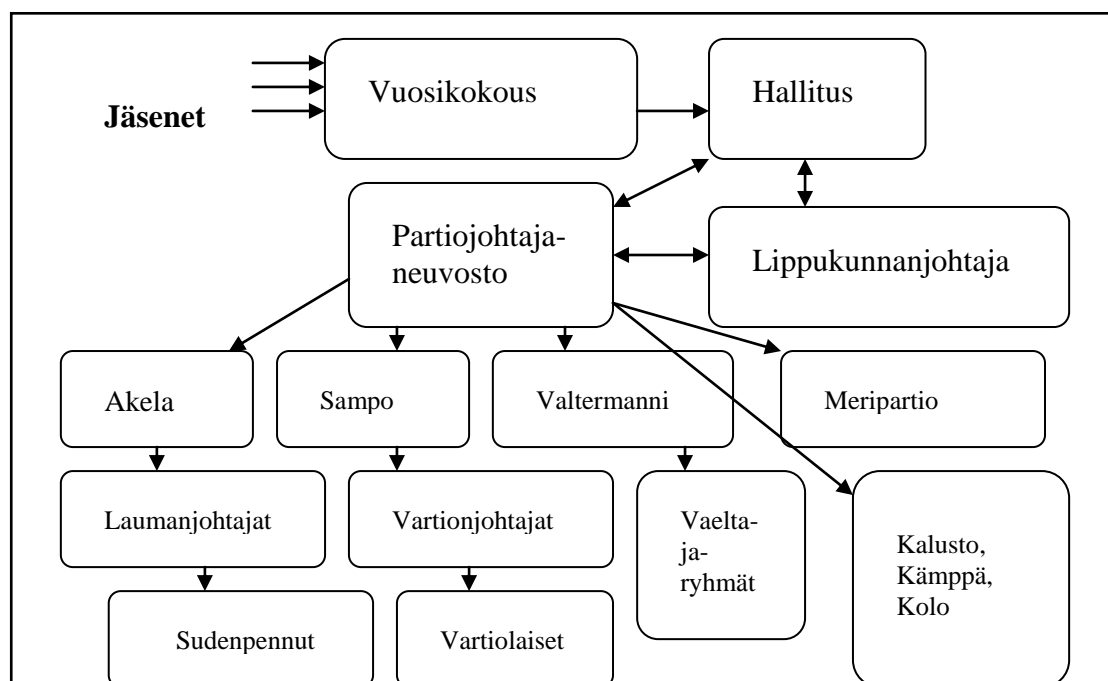 Vuosikokous
Hallitus
Jäsenet
Partiojohtaja-
neuvosto
Lippukunnanjohtaja
Akela
Sampo
Valtermanni
Meripartio
Laumanjohtajat
Vartionjohtajat
Vaelta-
ja-
ryhmät
Kalusto,
Kämppä,
Kolo
Sudenpennut
Vartiolaiset